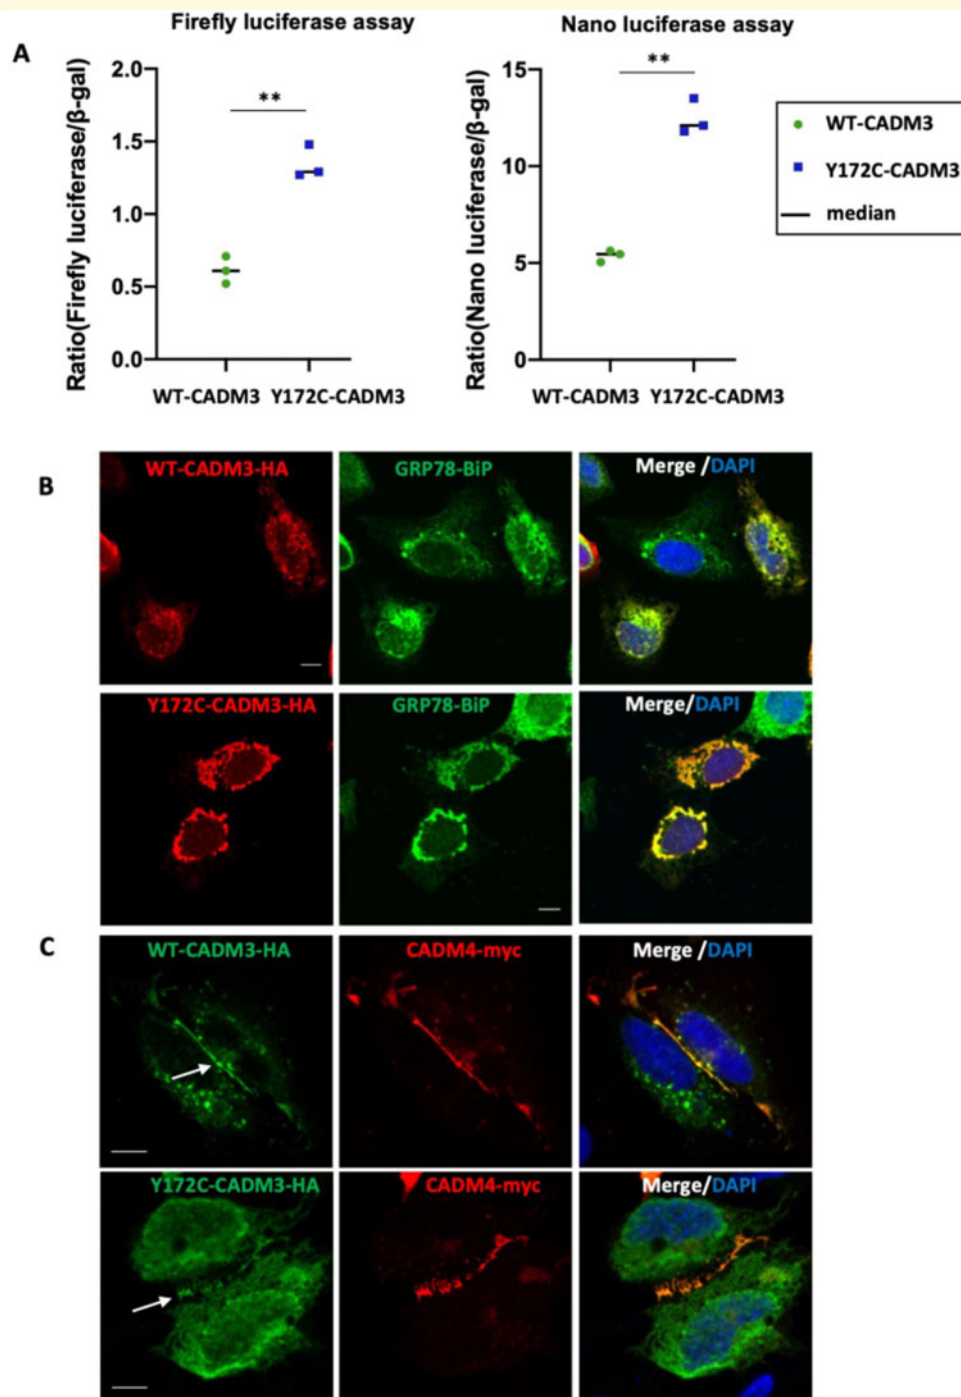 Firefly luciferase assay
Nano luciferase assay
A
Ratio(Firefly luciferase/β-gal)
2.0
1.5
1.0
0.5
0.0
**
WT-CADM3 Y172C-CADM3
Ratio(Nano luciferase/β-gal)
15
10
5
0
**
WT-CADM3 Y172C-CADM3
WT-CADM3
Y172C-CADM3
median
B
WT-CADM3-HA
GRP78-BiP
Merge /DAPI
Y172C-CADM3-HA
GRP78-BiP
Merge/DAPI
C
WT-CADM3-HA
CADM4-myc
Merge /DAPI
Y172C-CADM3-HA
CADM4-myc
Merge/DAPI